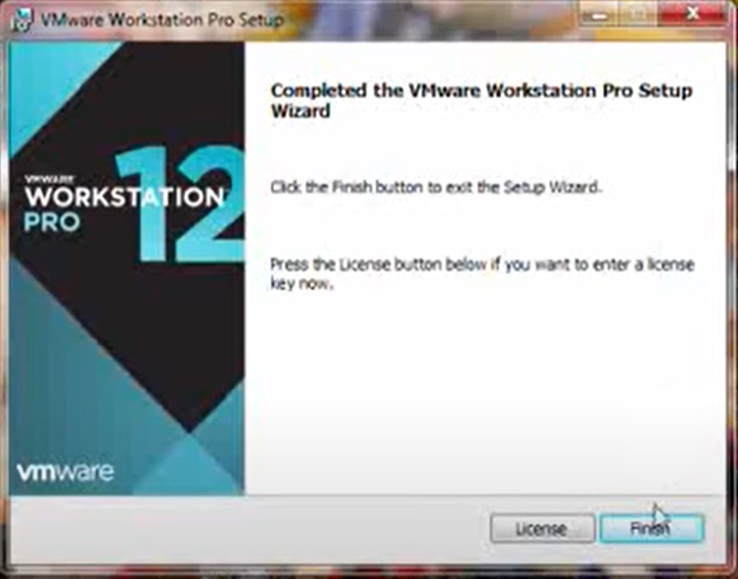 VMware Workstation Pro Setup
Completed the VMware Workstation Pro Setup
Wizard
VMWARE
WORKSTATION
PRO
12
Click the Finish button to exit the Setup Wizard.
Press the License button below if you want to enter a license
key now.
vmware
License
Finish